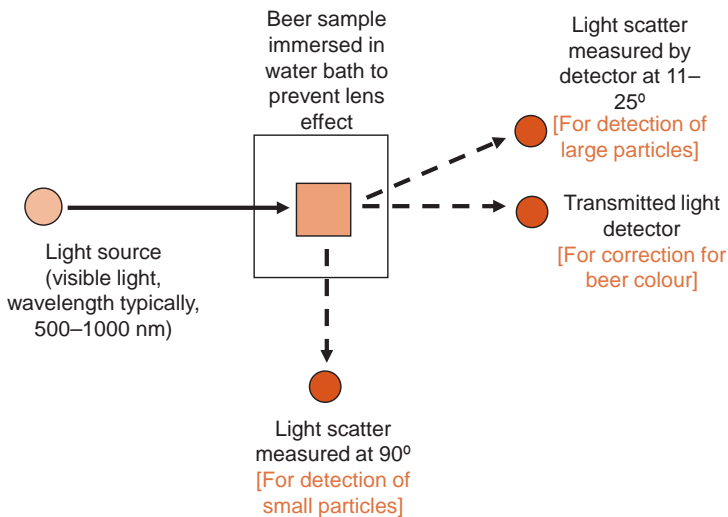 Beer sample
immersed in
water bath to
prevent lens
effect
Light scatter
measured by
detector at 11–
25º
[For detection of
large particles]
Light source
(visible light,
wavelength typically,
500–1000 nm)
Transmitted light
detector
[For correction for
beer colour]
Light scatter
measured at 90º
[For detection of
small particles]